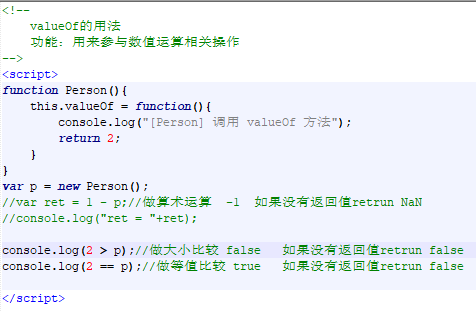 <!--
valueOf的用法
功能：用来参与数值运算相关操作
-->
<script>
function Person(){
this.valueOf = function(){
console.log("[Person] 调用 valueOf 方法");
return 2;
}
}
var p = new Person();
//var ret = 1 - p;//做算术运算  -1  如果没有返回值retrun NaN
//console.log("ret = "+ret);
console.log(2 > p);//做大小比较 false   如果没有返回值retrun false
console.log(2 == p);//做等值比较 true   如果没有返回值retrun false
</script>